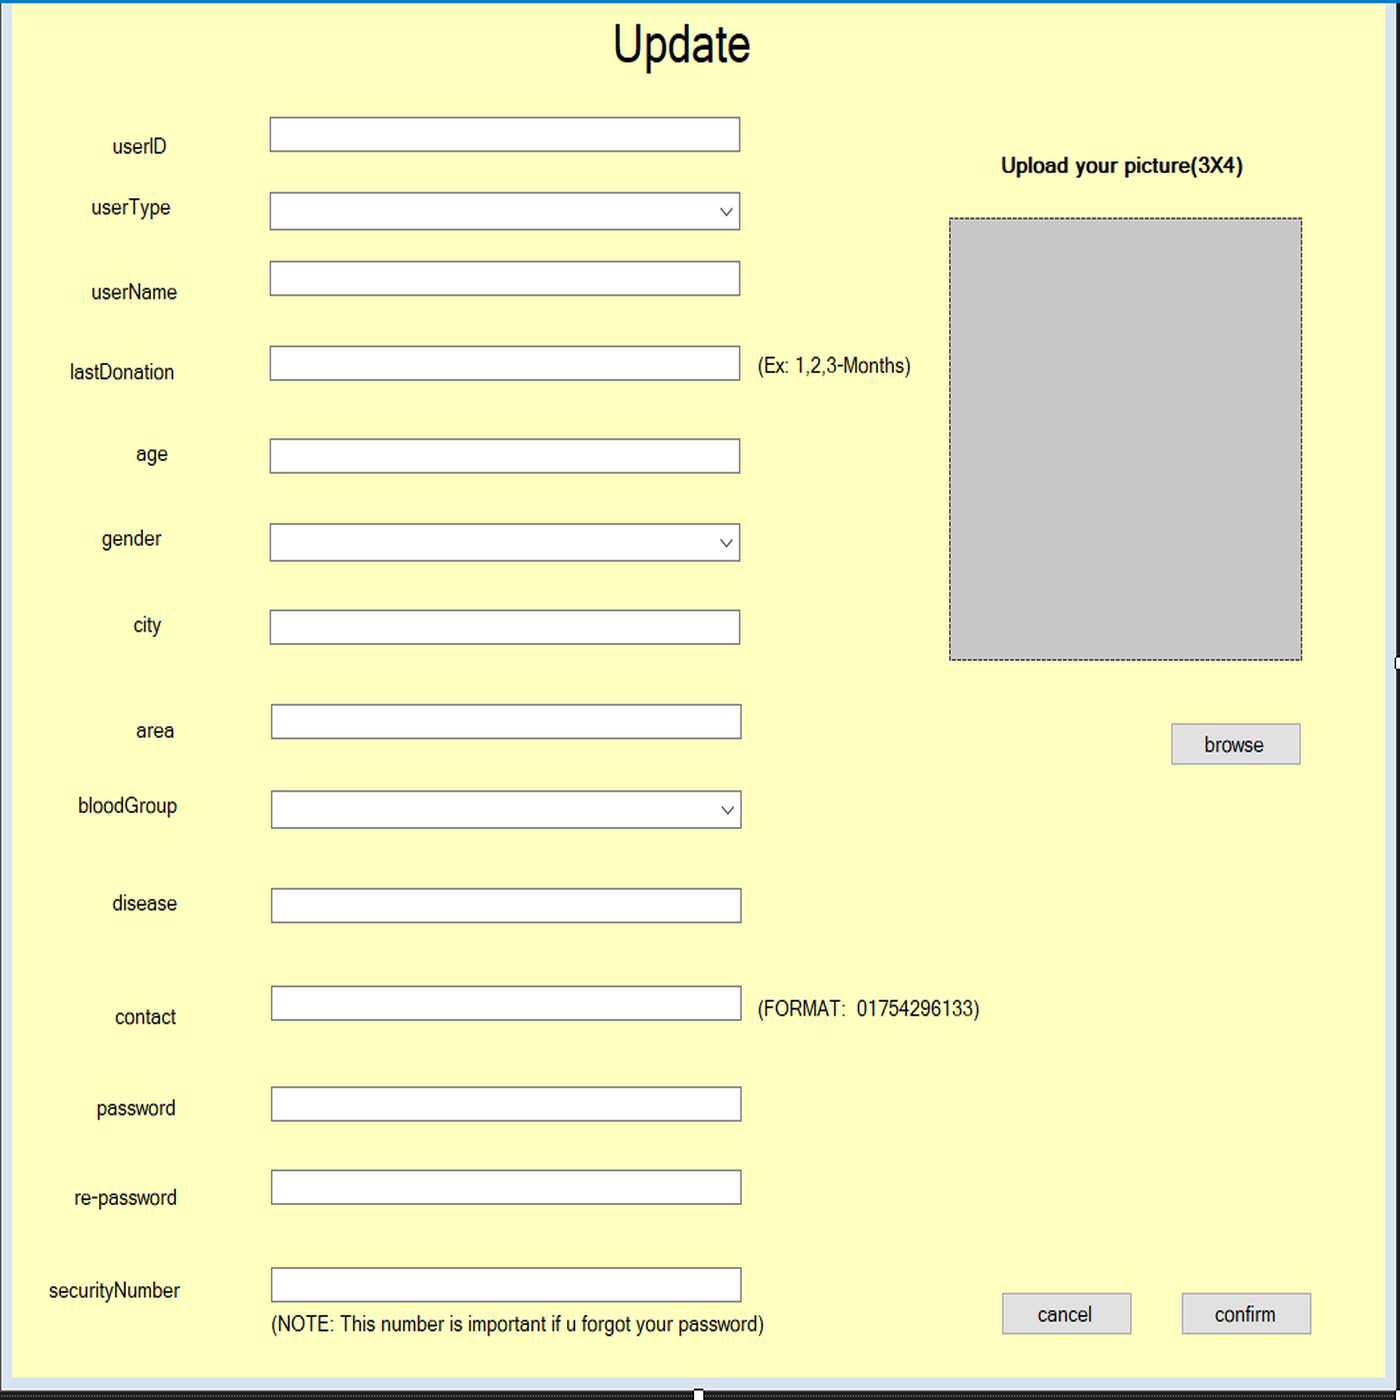 Update
userID
Upload your picture(3X4)
userType
userName
lastDonation
(Ex: 1,2,3-Months)
age
gender
city
area
browse
bloodGroup
disease
contact
(FORMAT:  01754296133)
password
re-password
securityNumber
cancel
confirm
(NOTE: This number is important if u forgot your password)